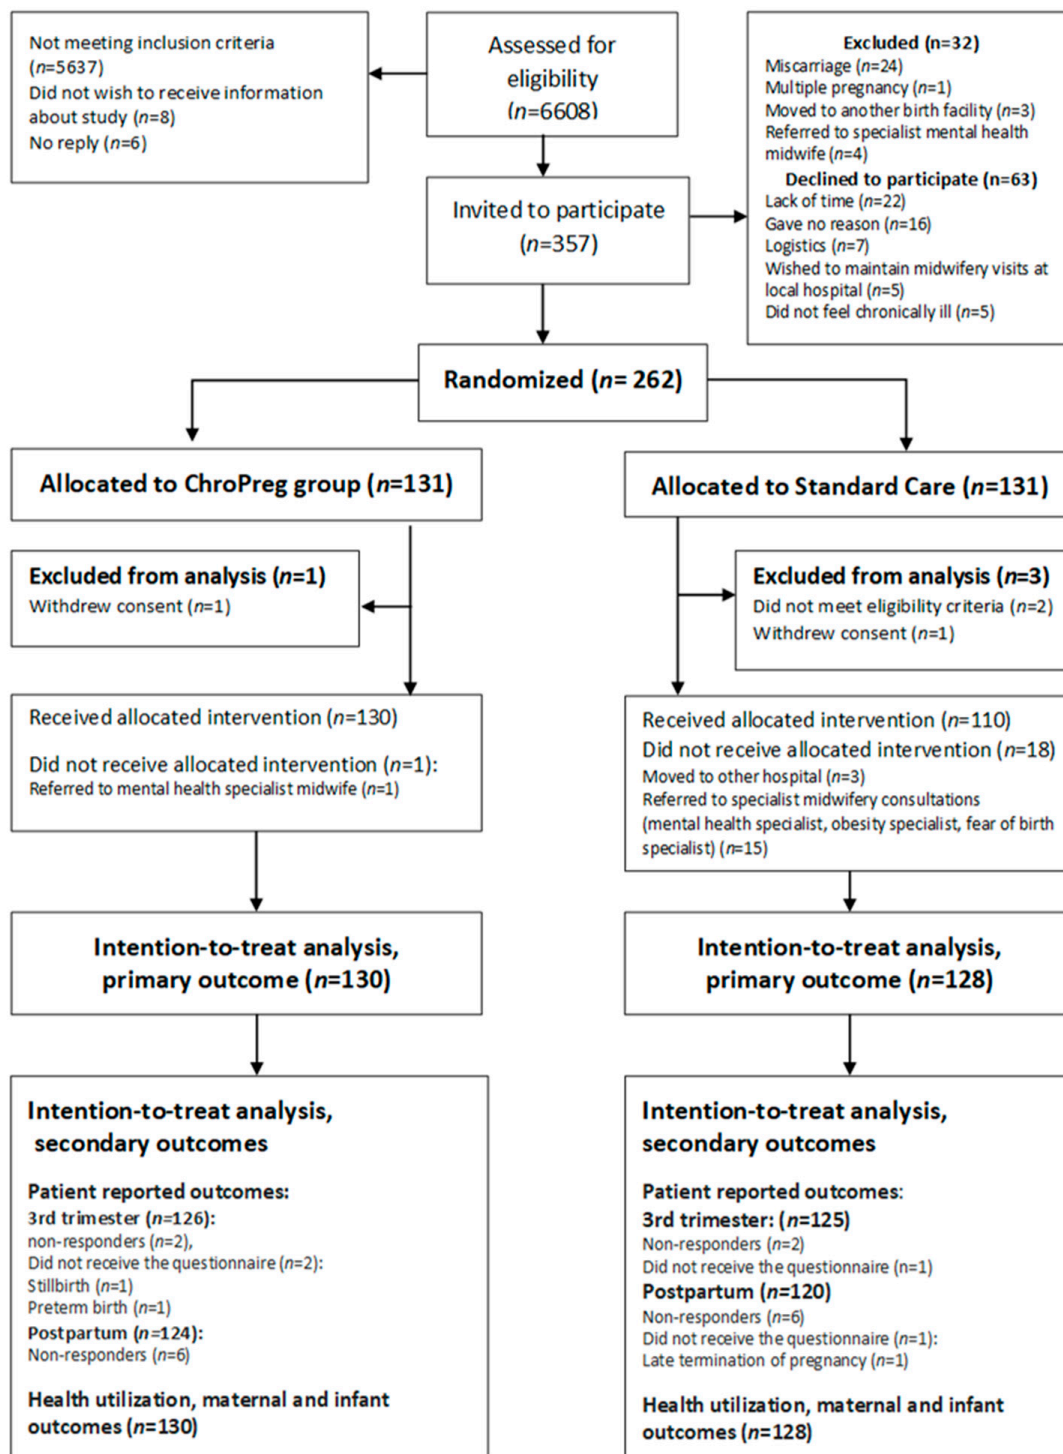 Assessed for
eligibility
(n=6608)
Not meeting inclusion criteria
(n=5637)
Did not wish to receive information
about study (n=8)
No reply (n=6)
Invited to participate
(n=357)
Excluded (n=32)
Miscarriage (n=24)
Multiple pregnancy (n=1)
Moved to another birth facility (n=3)
Referred to specialist mental health
midwife (n=4)
Declined to participate (n=63)
Lack of time (n=22)
Gave no reason (n=16)
Logistics (n=7)
Wished to maintain midwifery visits at
local hospital (n=5)
Did not feel chronically ill (n=5)
Randomized (n= 262)
Allocated to ChroPreg group (n=131)
Excluded from analysis (n=1)
Withdrew consent (n=1)
Received allocated intervention (n=130)
Did not receive allocated intervention (n=1):
Referred to mental health specialist midwife (n=1)
Intention-to-treat analysis,
primary outcome (n=130)
Intention-to-treat analysis,
secondary outcomes
Patient reported outcomes:
3rd trimester (n=126):
non-responders (n=2),
Did not receive the questionnaire (n=2):
Stillbirth (n=1)
Preterm birth (n=1)
Postpartum (n=124):
Non-responders (n=6)
Health utilization, maternal and infant
outcomes (n=130)
Allocated to Standard Care (n=131)
Excluded from analysis (n=3)
Did not meet eligibility criteria (n=2)
Withdrew consent (n=1)
Received allocated intervention (n=110)
Did not receive allocated intervention (n=18)
Moved to other hospital (n=3)
Referred to specialist midwifery consultations
(mental health specialist, obesity specialist, fear of birth
specialist) (n=15)
Intention-to-treat analysis,
primary outcome (n=128)
Intention-to-treat analysis,
secondary outcomes
Patient reported outcomes:
3rd trimester: (n=125)
Non-responders (n=2)
Did not receive the questionnaire (n=1)
Postpartum (n=120)
Non-responders (n=6)
Did not receive the questionnaire (n=1):
Late termination of pregnancy (n=1)
Health utilization, maternal and infant
outcomes (n=128)